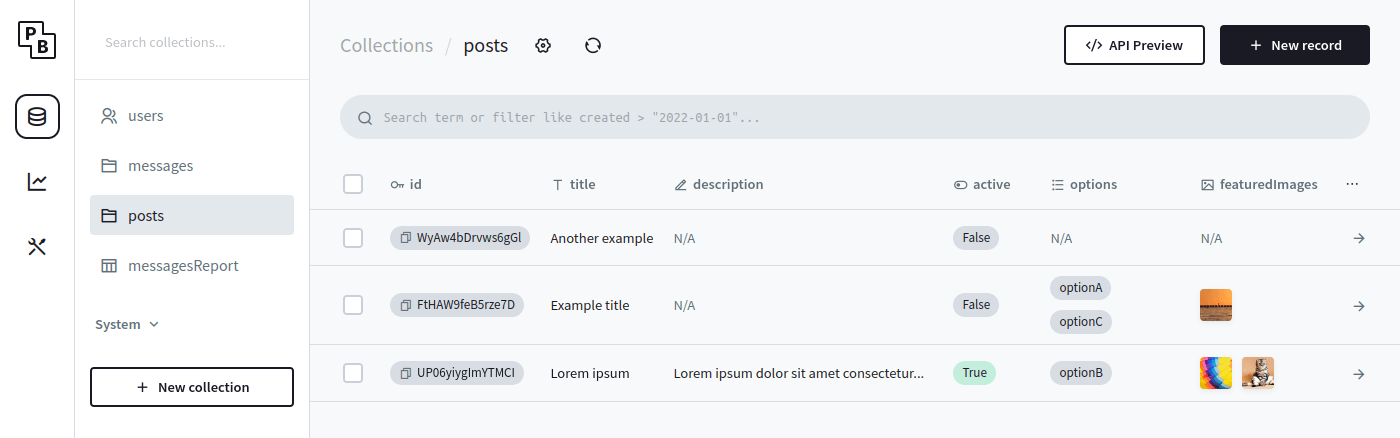 PB
Search collections...
users
messages
posts
messagesReport
System
New collection
Collections / posts
API Preview
New record
Search term or filter like created > "2022-01-01"...
id title description active options featuredImages
WyAw4bDrvws6gGl Another example N/A False N/A N/A
FtHAW9feB5rze7D Example title N/A False optionA
optionC
UP06yiygImYTMCI Lorem ipsum Lorem ipsum dolor sit amet consectetur... True optionB